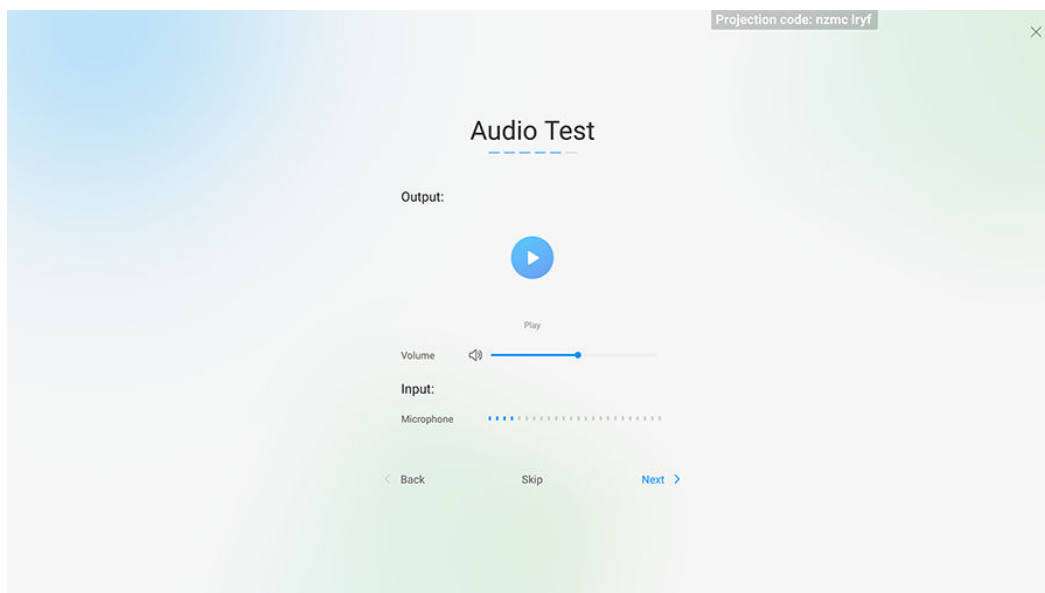 Projection code: nzmc lryf
Audio Test
Output:
Play
Volume
Input:
Microphone
Back
Skip
Next